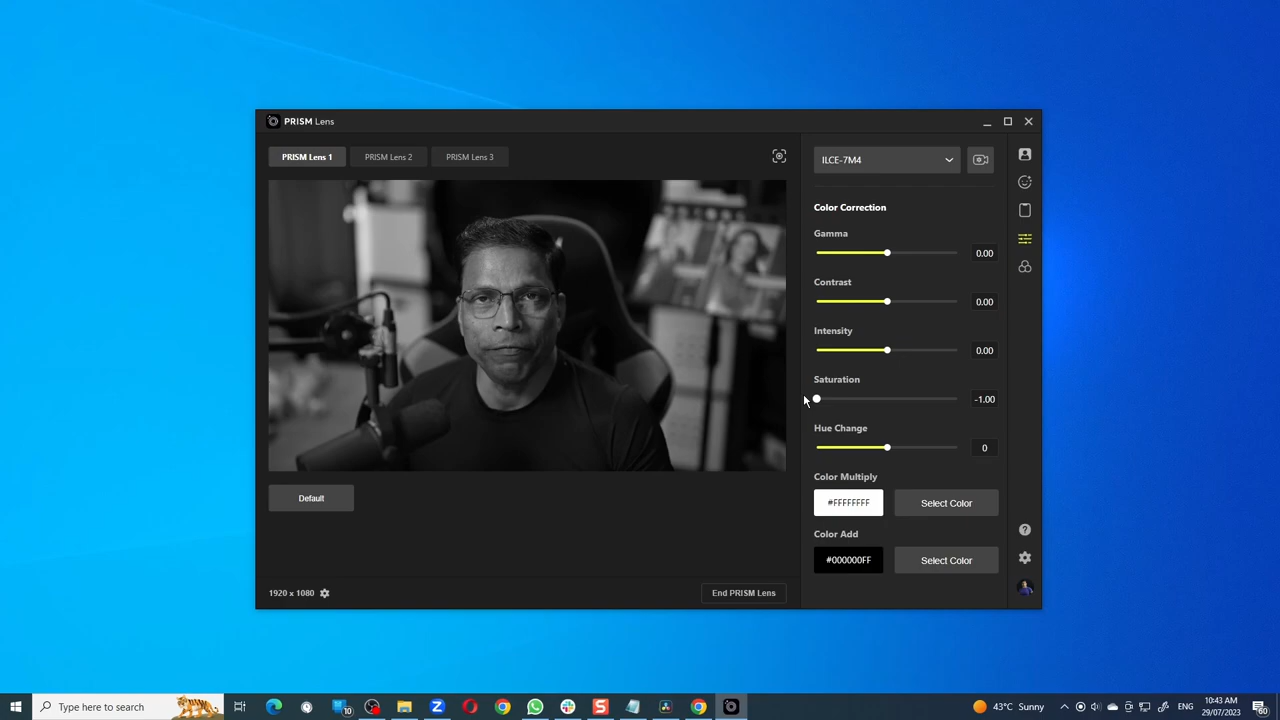 PRISM Lens
PRISM Lens 1
PRISM Lens 2
PRISM Lens 3
ILCE-7M4
Color Correction
Gamma
0.00
Contrast
0.00
Intensity
0.00
Saturation
-1.00
Hue Change
0
Color Multiply
#FFFFFFFF
Select Color
Color Add
#000000FF
Select Color
Default
1920 x 1080
End PRISM Lens
Type here to search
10
43°C Sunny
ENG
10:43 AM
29/07/2023
60